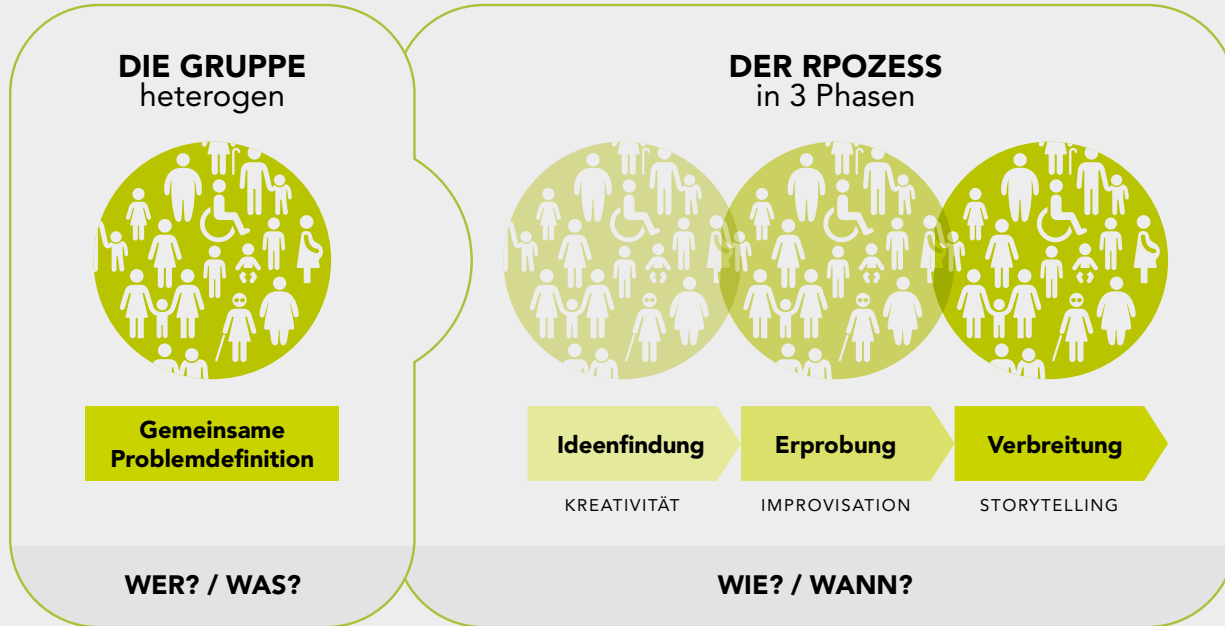 DIE GRUPPE
heterogen
Gemeinsame
Problemdefinition
WER? / WAS?
DER RPOZESS
in 3 Phasen
Ideenfindung
Erprobung
Verbreitung
KREATIVITÄT
IMPROVISATION
STORYTELLING
WIE? / WANN?